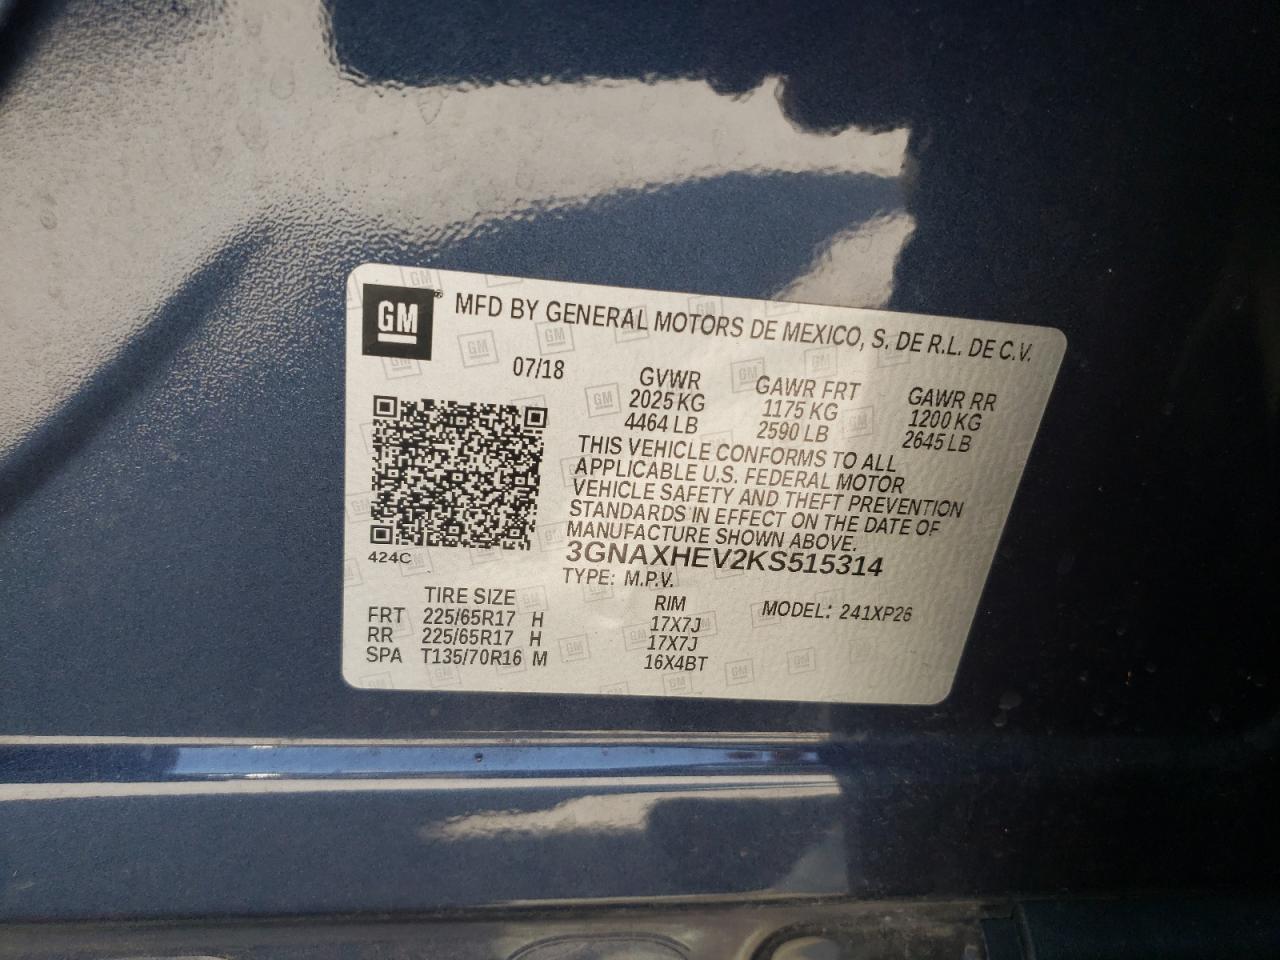 GM® MFD BY GENERAL MOTORS DE MEXICO, S. DE R.L. DE C.V.
07/18 GVWR GAWR FRT GAWR RR
2025 KG 1175 KG 1200 KG
4464 LB 2590 LB 2645 LB
THIS VEHICLE CONFORMS TO ALL
APPLICABLE U.S. FEDERAL MOTOR
VEHICLE SAFETY AND THEFT PREVENTION
STANDARDS IN EFFECT ON THE DATE OF
MANUFACTURE SHOWN ABOVE.
424C 3GNAXHEV2KS515314
TYPE: M.P.V.
TIRE SIZE RIM MODEL: 241XP26
FRT 225/65R17 H 17X7J
RR 225/65R17 H 17X7J
SPA T135/70R16 M 16X4BT